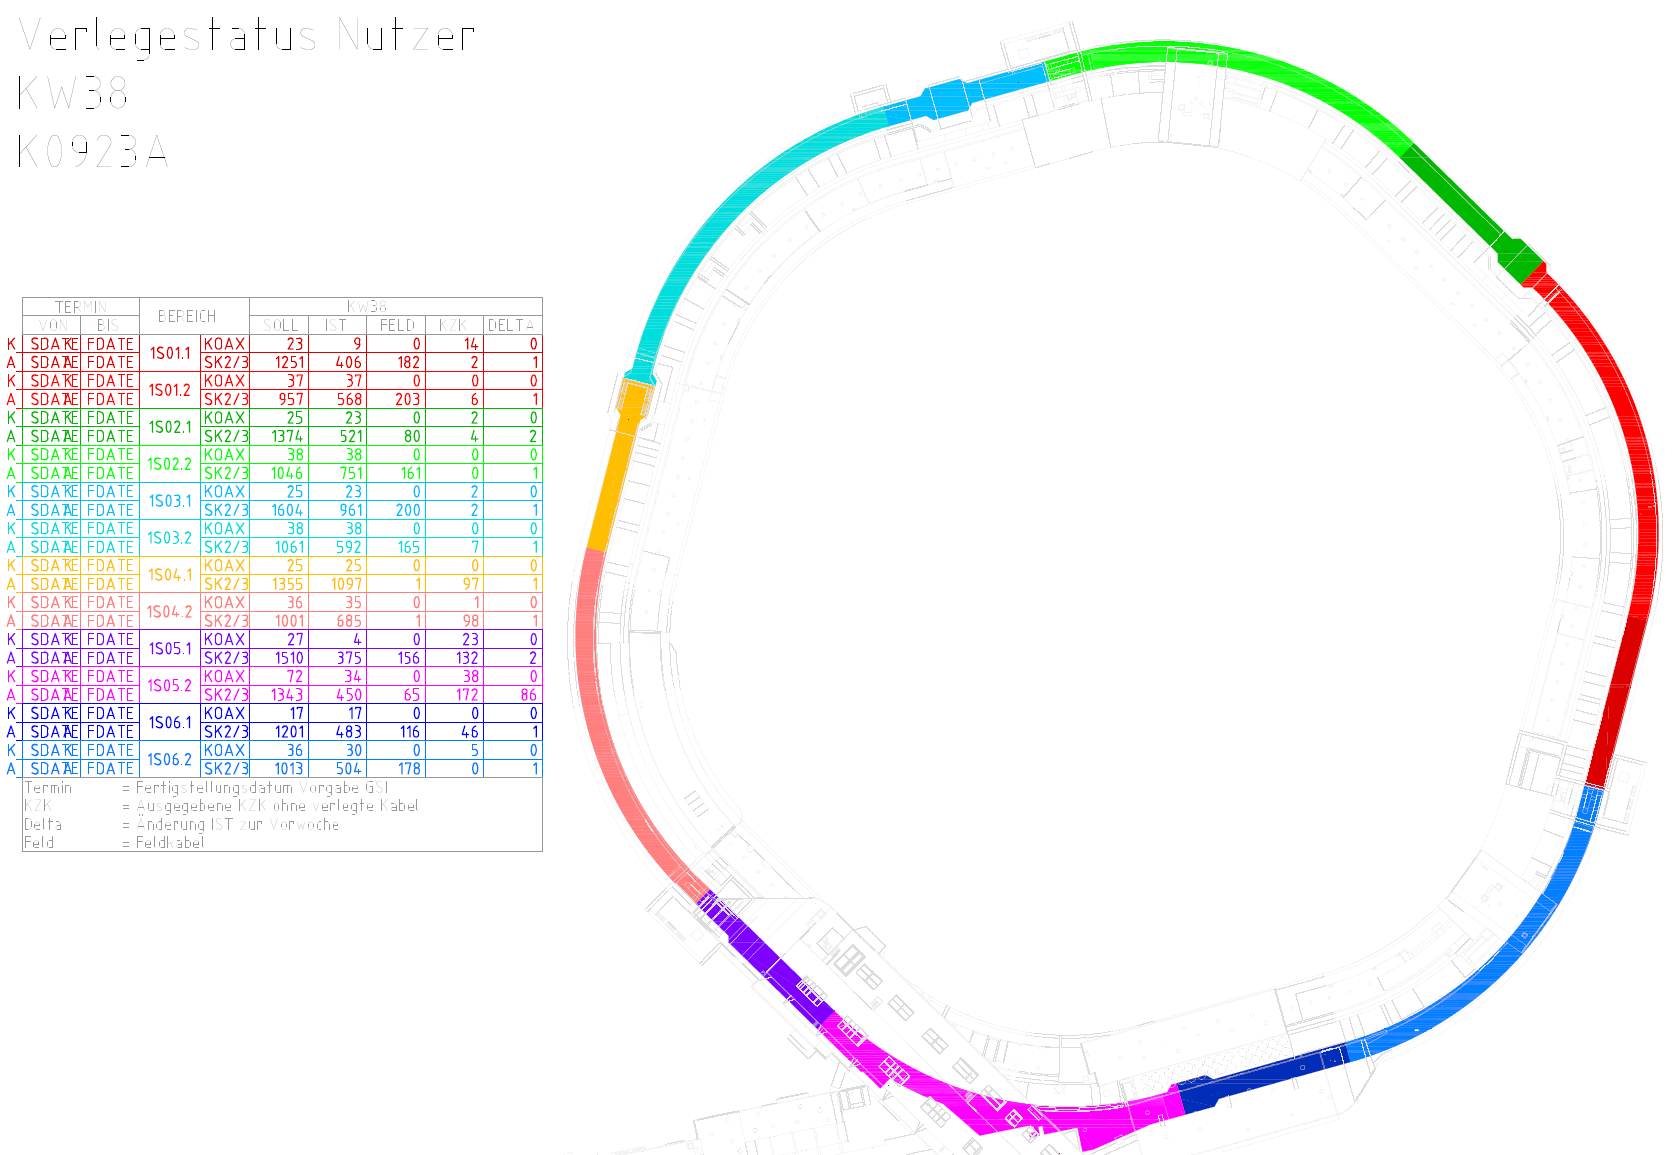 Verlegestatus Nutzer
KW38
K0923A
TERMIN BEREICH KW38
VON BIS SOLL IST FELD KZK DELTA
K SDATE FDATE 1S01.1 KOAX 23 9 0 14 0
A SDATE FDATE SK2/3 1251 406 182 2 1
K SDATE FDATE 1S01.2 KOAX 37 37 0 0 0
A SDATE FDATE SK2/3 957 568 203 6 1
K SDATE FDATE 1S02.1 KOAX 25 23 0 2 0
A SDATE FDATE SK2/3 1374 521 80 4 2
K SDATE FDATE 1S02.2 KOAX 38 38 0 0 0
A SDATE FDATE SK2/3 1046 751 161 0 1
K SDATE FDATE 1S03.1 KOAX 25 23 0 2 0
A SDATE FDATE SK2/3 1604 961 200 2 1
K SDATE FDATE 1S03.2 KOAX 38 38 0 0 0
A SDATE FDATE SK2/3 1061 592 165 7 1
K SDATE FDATE 1S04.1 KOAX 25 25 0 0 0
A SDATE FDATE SK2/3 1355 1097 1 97 1
K SDATE FDATE 1S04.2 KOAX 36 35 0 1 0
A SDATE FDATE SK2/3 1001 685 1 98 1
K SDATE FDATE 1S05.1 KOAX 27 4 0 23 0
A SDATE FDATE SK2/3 1510 375 156 132 2
K SDATE FDATE 1S05.2 KOAX 72 34 0 38 0
A SDATE FDATE SK2/3 1343 450 65 172 86
K SDATE FDATE 1S06.1 KOAX 17 17 0 0 0
A SDATE FDATE SK2/3 1201 483 116 46 1
K SDATE FDATE 1S06.2 KOAX 36 30 0 5 0
A SDATE FDATE SK2/3 1013 504 178 0 1
Termin = Fertigstellungsdatum Vorgabe GSI
KZK = Ausgegebene KZK ohne verlegte Kabel
Delta = Änderung IST zur Vorwoche
Feld = Feldkabel